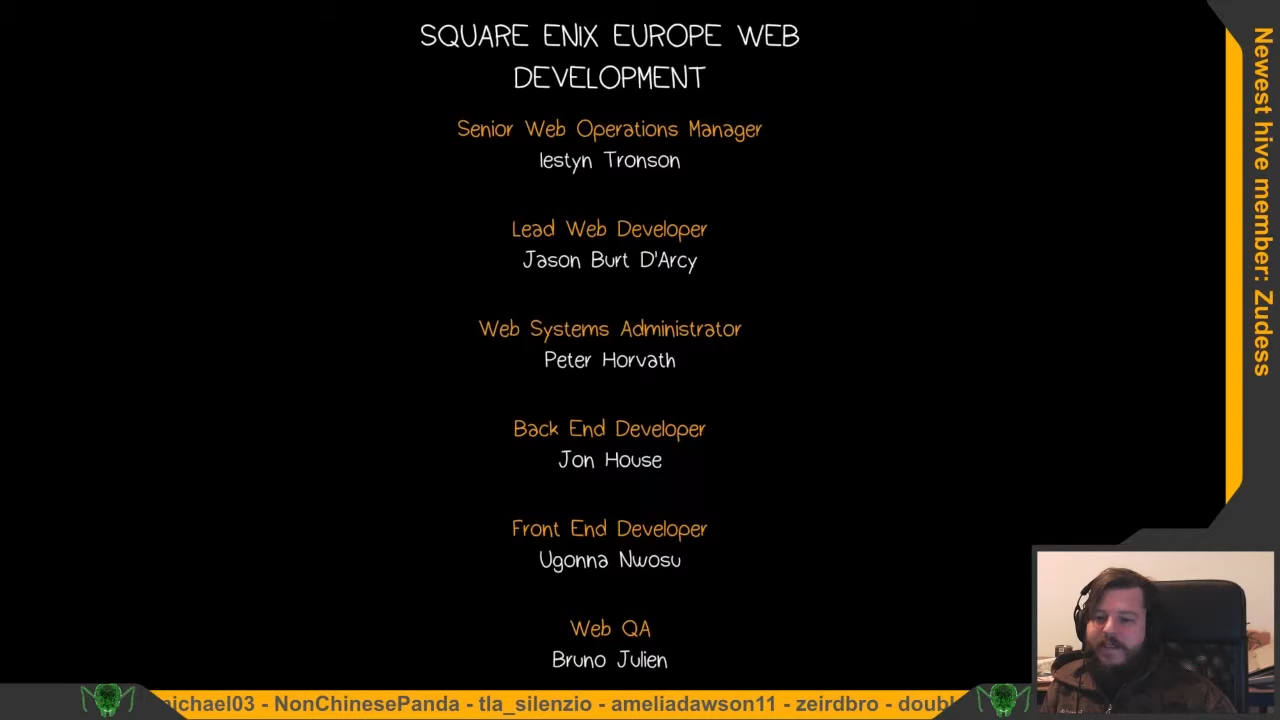 SQUARE ENIX EUROPE WEB
DEVELOPMENT
Senior Web Operations Manager
Iestyn Tronson
Lead Web Developer
Jason Burt D'Arcy
Web Systems Administrator
Peter Horvath
Back End Developer
Jon House
Front End Developer
Ugonna Nwosu
Web QA
Bruno Julien
Newest hive member: Zudess
- NonChinesePanda - tla_silenzio - ameliadawson11 - zeirdbro -